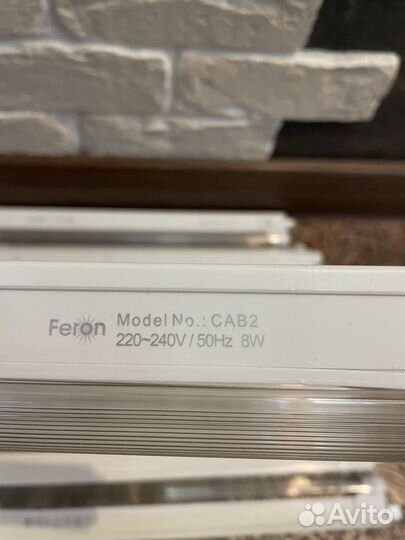 Feron
Model No.: CAB2
220~240V / 50Hz 8W
Avito